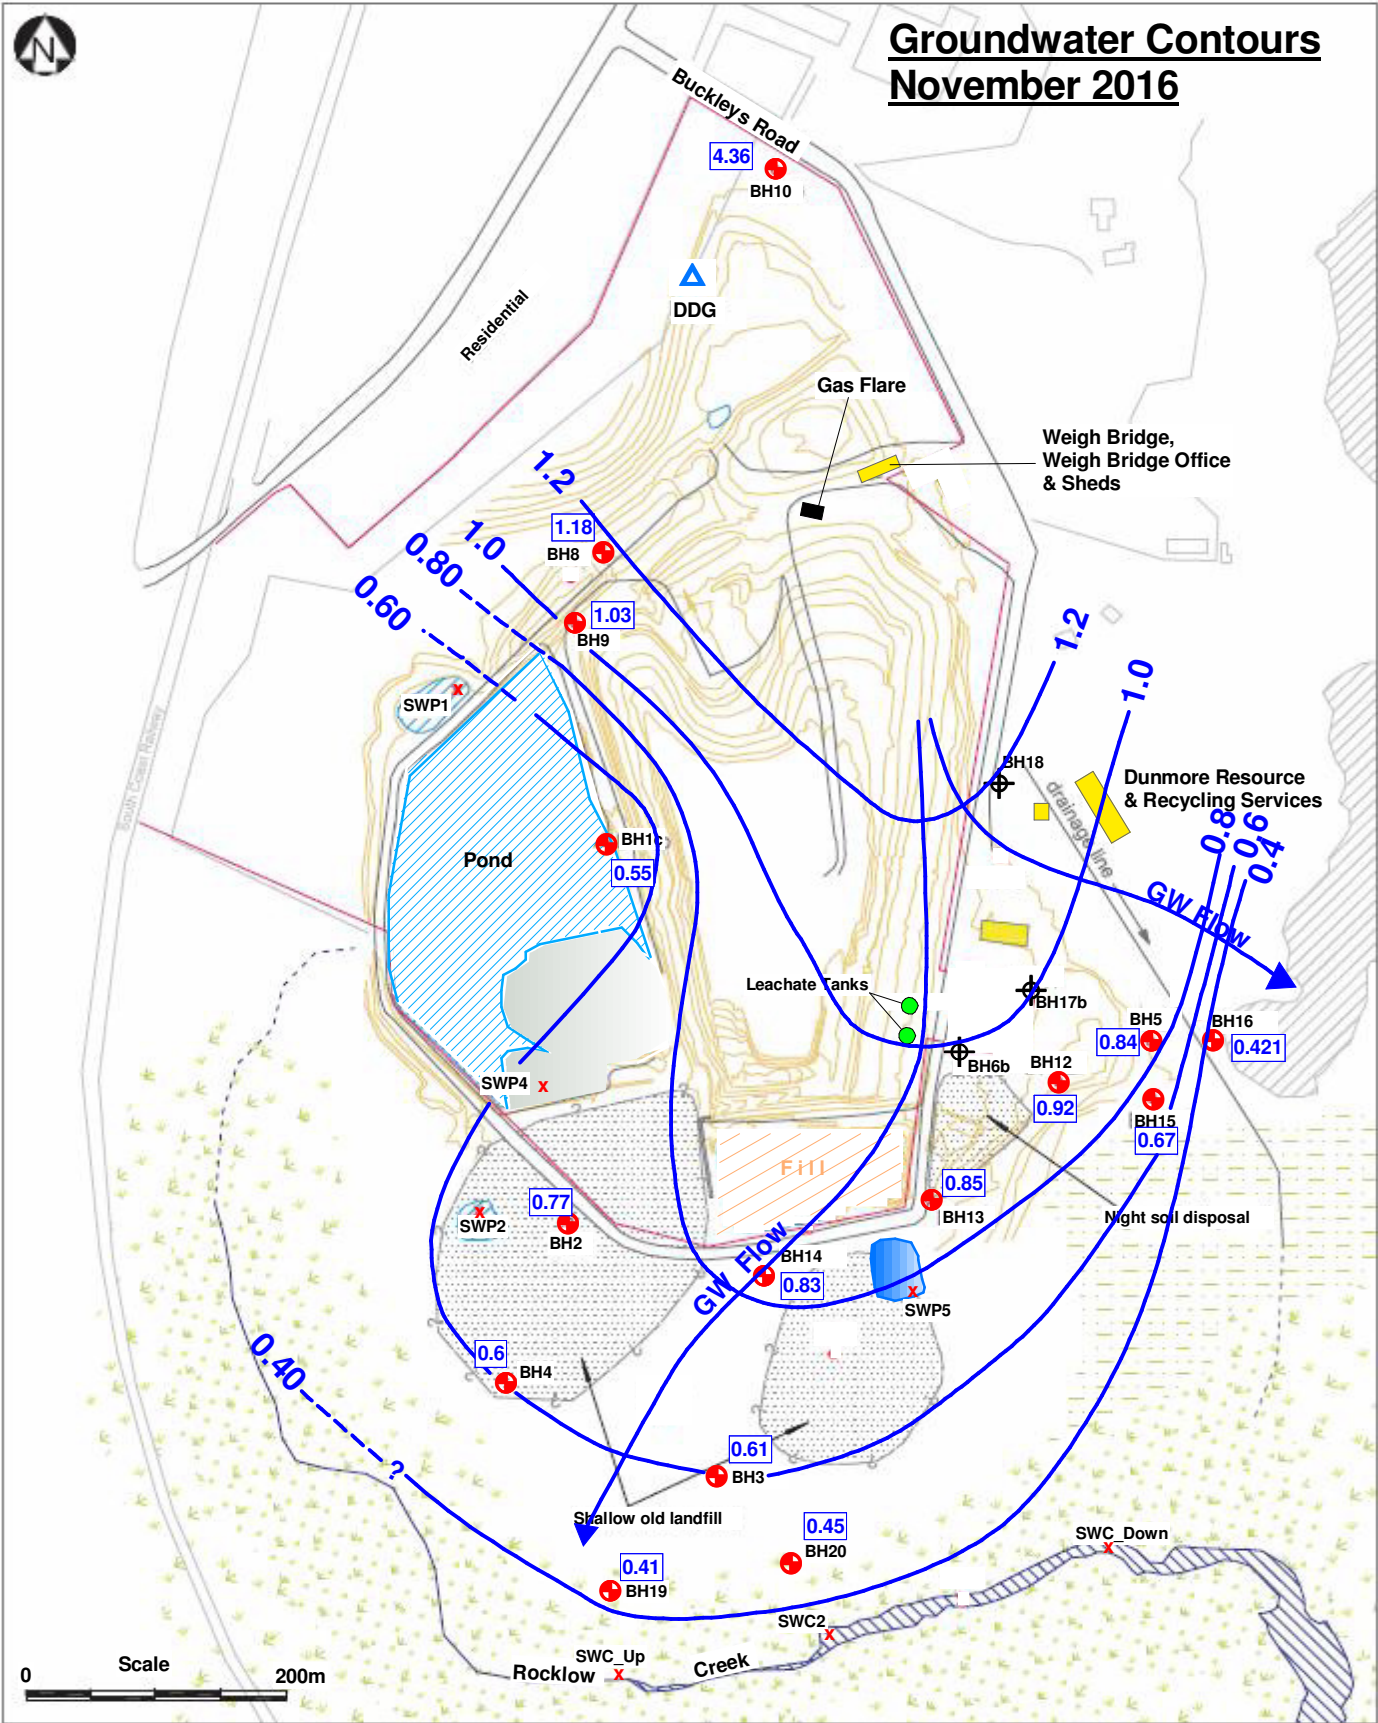 N
Groundwater Contours
November 2016
Buckleys Road
4.36
BH10
DDG
Residential
Gas Flare
Weigh Bridge,
Weigh Bridge Office
& Sheds
1.2
1.18
BH8
1.0
0.80
0.60
1.03
BH9
1.2
1.0
SWP1
BH18
Dunmore Resource
& Recycling Services
drainage line
South Coast Railway
0.8
0.6
0.4
BH1c
0.55
Pond
GW Flow
Leachate Tanks
BH17b
BH5
0.84
BH16
0.421
BH6b
BH12
0.92
SWP4
BH15
0.67
Fill
0.85
BH13
Night soil disposal
0.77
BH2
SWP2
GW Flow
BH14
0.83
SWP5
0.40
0.6
BH4
?
0.61
BH3
Shallow old landfill
0.45
BH20
0.41
BH19
SWC_Down
SWC2
SWC_Up
Rocklow Creek
0 Scale 200m